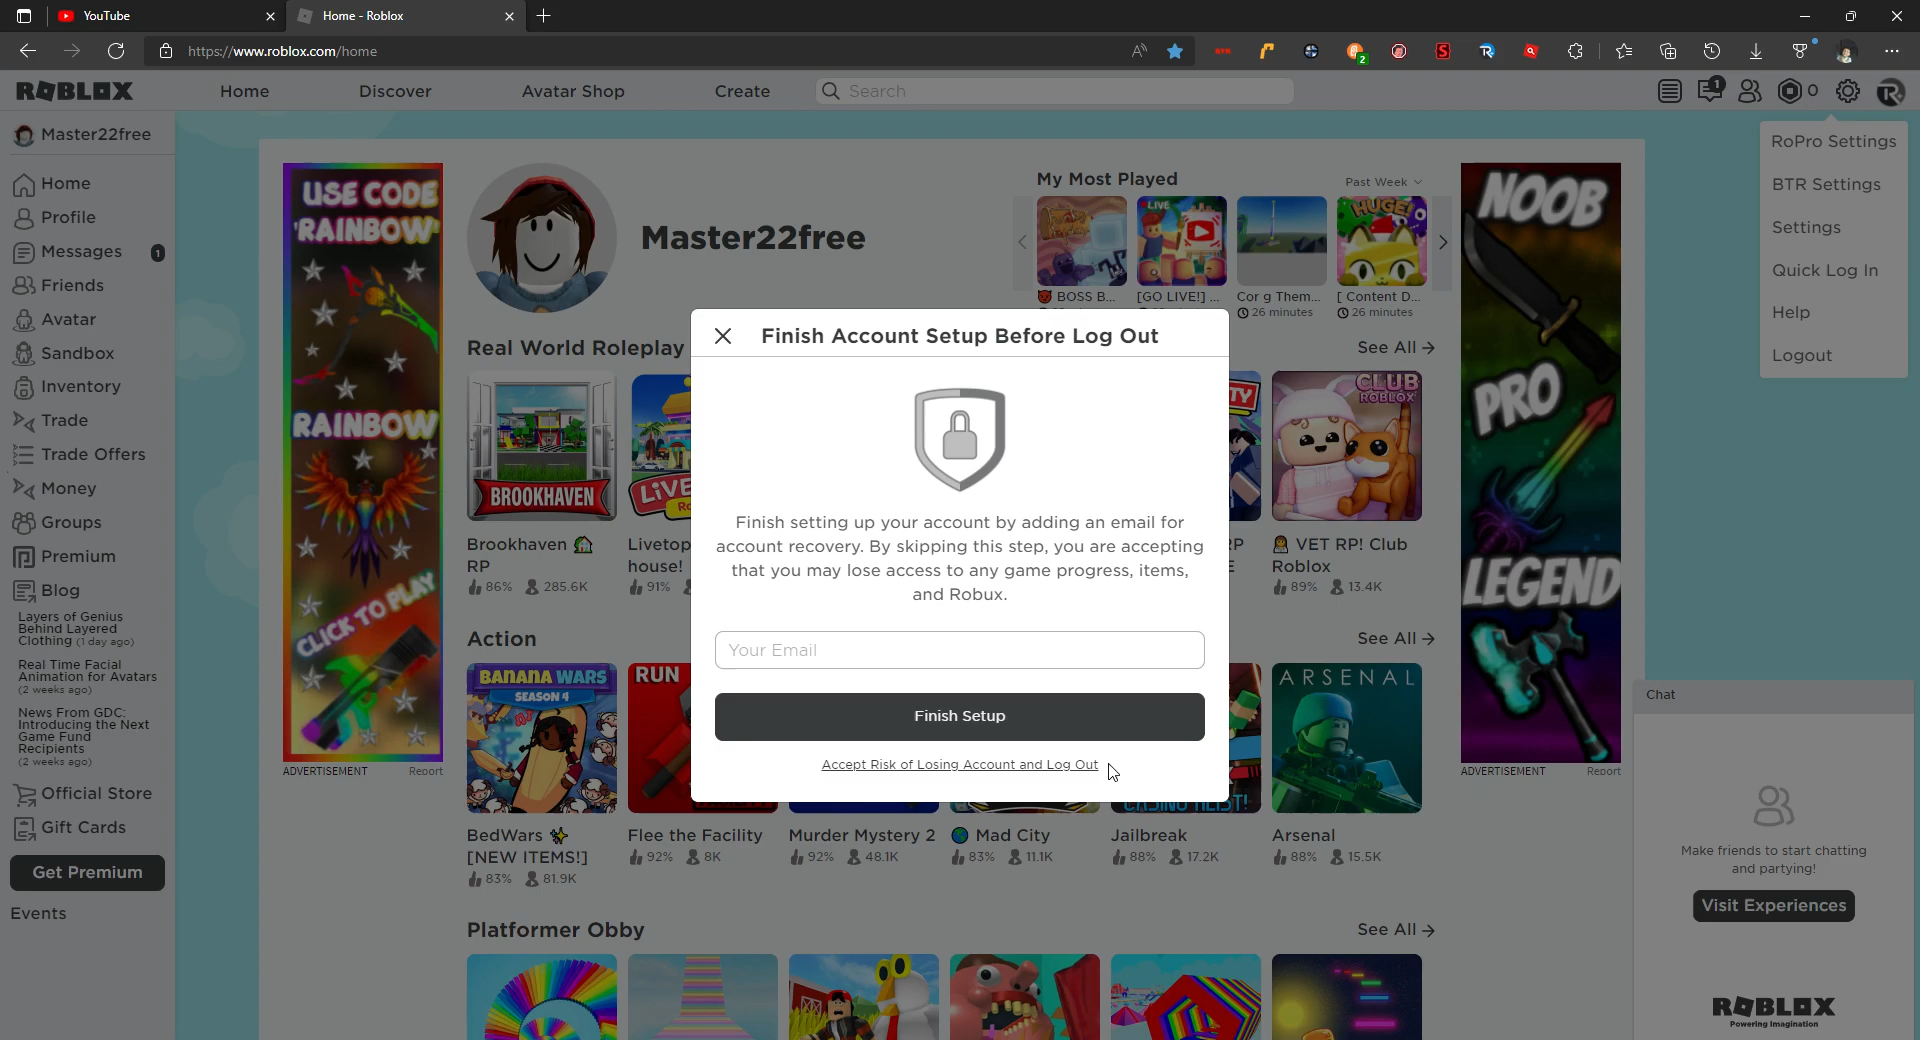 YouTube
Home - Roblox
https://www.roblox.com/home
2
ROBLOX
Home
Discover
Avatar Shop
Create
Search
1
0
Master22free
Home
Profile
Messages
1
Friends
Avatar
Sandbox
Inventory
Trade
Trade Offers
Money
Groups
Premium
Blog
Layers of Genius
Behind Layered
Clothing (1 day ago)
Real Time Facial
Animation for Avatars
(2 weeks ago)
News From GDC:
Introducing the Next
Game Fund
Recipients
(2 weeks ago)
Official Store
Gift Cards
Get Premium
Events
USE CODE
'RAINBOW'
RAINBOW
CLICK TO PLAY
ADVERTISEMENT
Report
Master22free
My Most Played
Past Week
LIVE
HUGE!
BOSS B...
[GO LIVE!] ...
Cor g Them...
26 minutes
[ Content D...
26 minutes
Real World Roleplay
See All
BROOKHAVEN
LIVE
CLUB
ROBLOX
Brookhaven
RP
86%
285.6K
Livetop
house!
91%
TY
RP
E
VET RP! Club
Roblox
89%
13.4K
Action
See All
BANANA WARS
SEASON 4
RUN
ARSENAL
BedWars
[NEW ITEMS!]
83%
81.9K
Flee the Facility
92%
8K
Murder Mystery 2
92%
48.1K
Mad City
83%
11.1K
Jailbreak
88%
17.2K
Arsenal
88%
15.5K
Platformer Obby
See All
Finish Account Setup Before Log Out
Finish setting up your account by adding an email for
account recovery. By skipping this step, you are accepting
that you may lose access to any game progress, items,
and Robux.
Your Email
Finish Setup
Accept Risk of Losing Account and Log Out
NOOB
PRO
LEGEND
ADVERTISEMENT
Report
RoPro Settings
BTR Settings
Settings
Quick Log In
Help
Logout
Chat
Make friends to start chatting
and partying!
Visit Experiences
ROBLOX
Powering Imagination